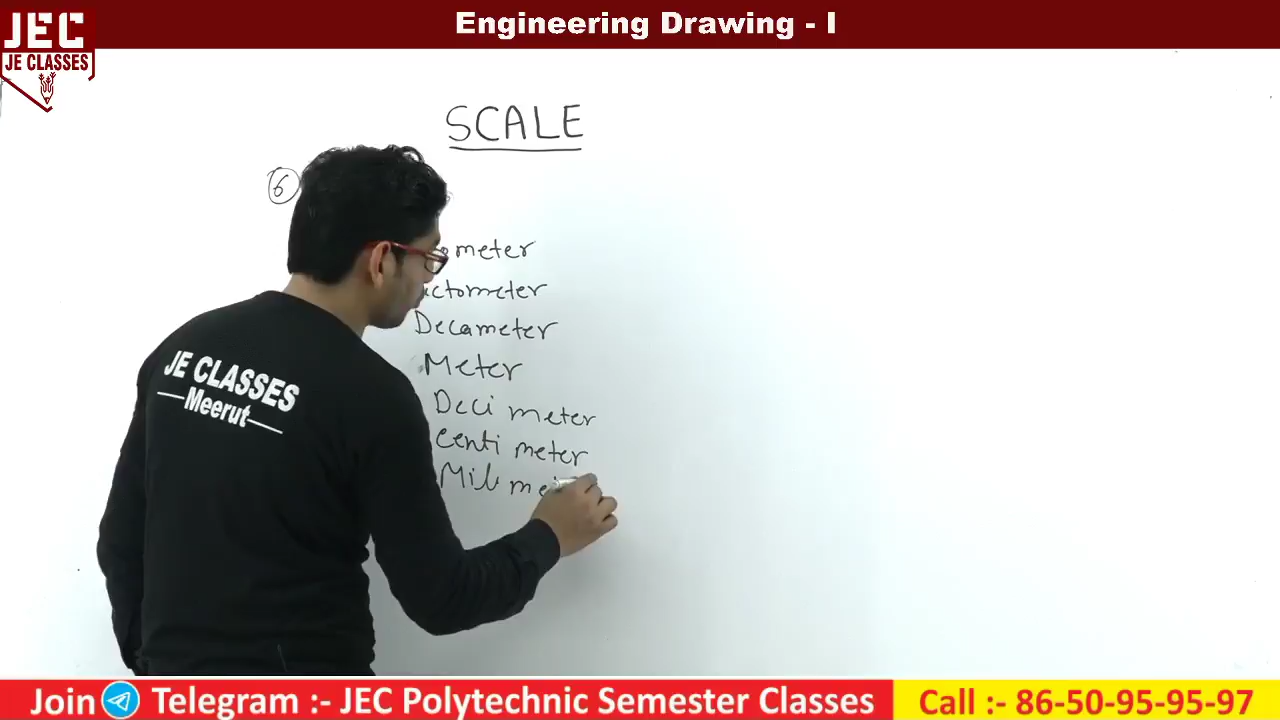 Engineering Drawing - I
JEC
JE CLASSES
SCALE
6
meter
ctometer
Decameter
Meter
Deci meter
Centi meter
Mili me
JE CLASSES
Meerut
Join Telegram :- JEC Polytechnic Semester Classes
Call :- 86-50-95-95-97